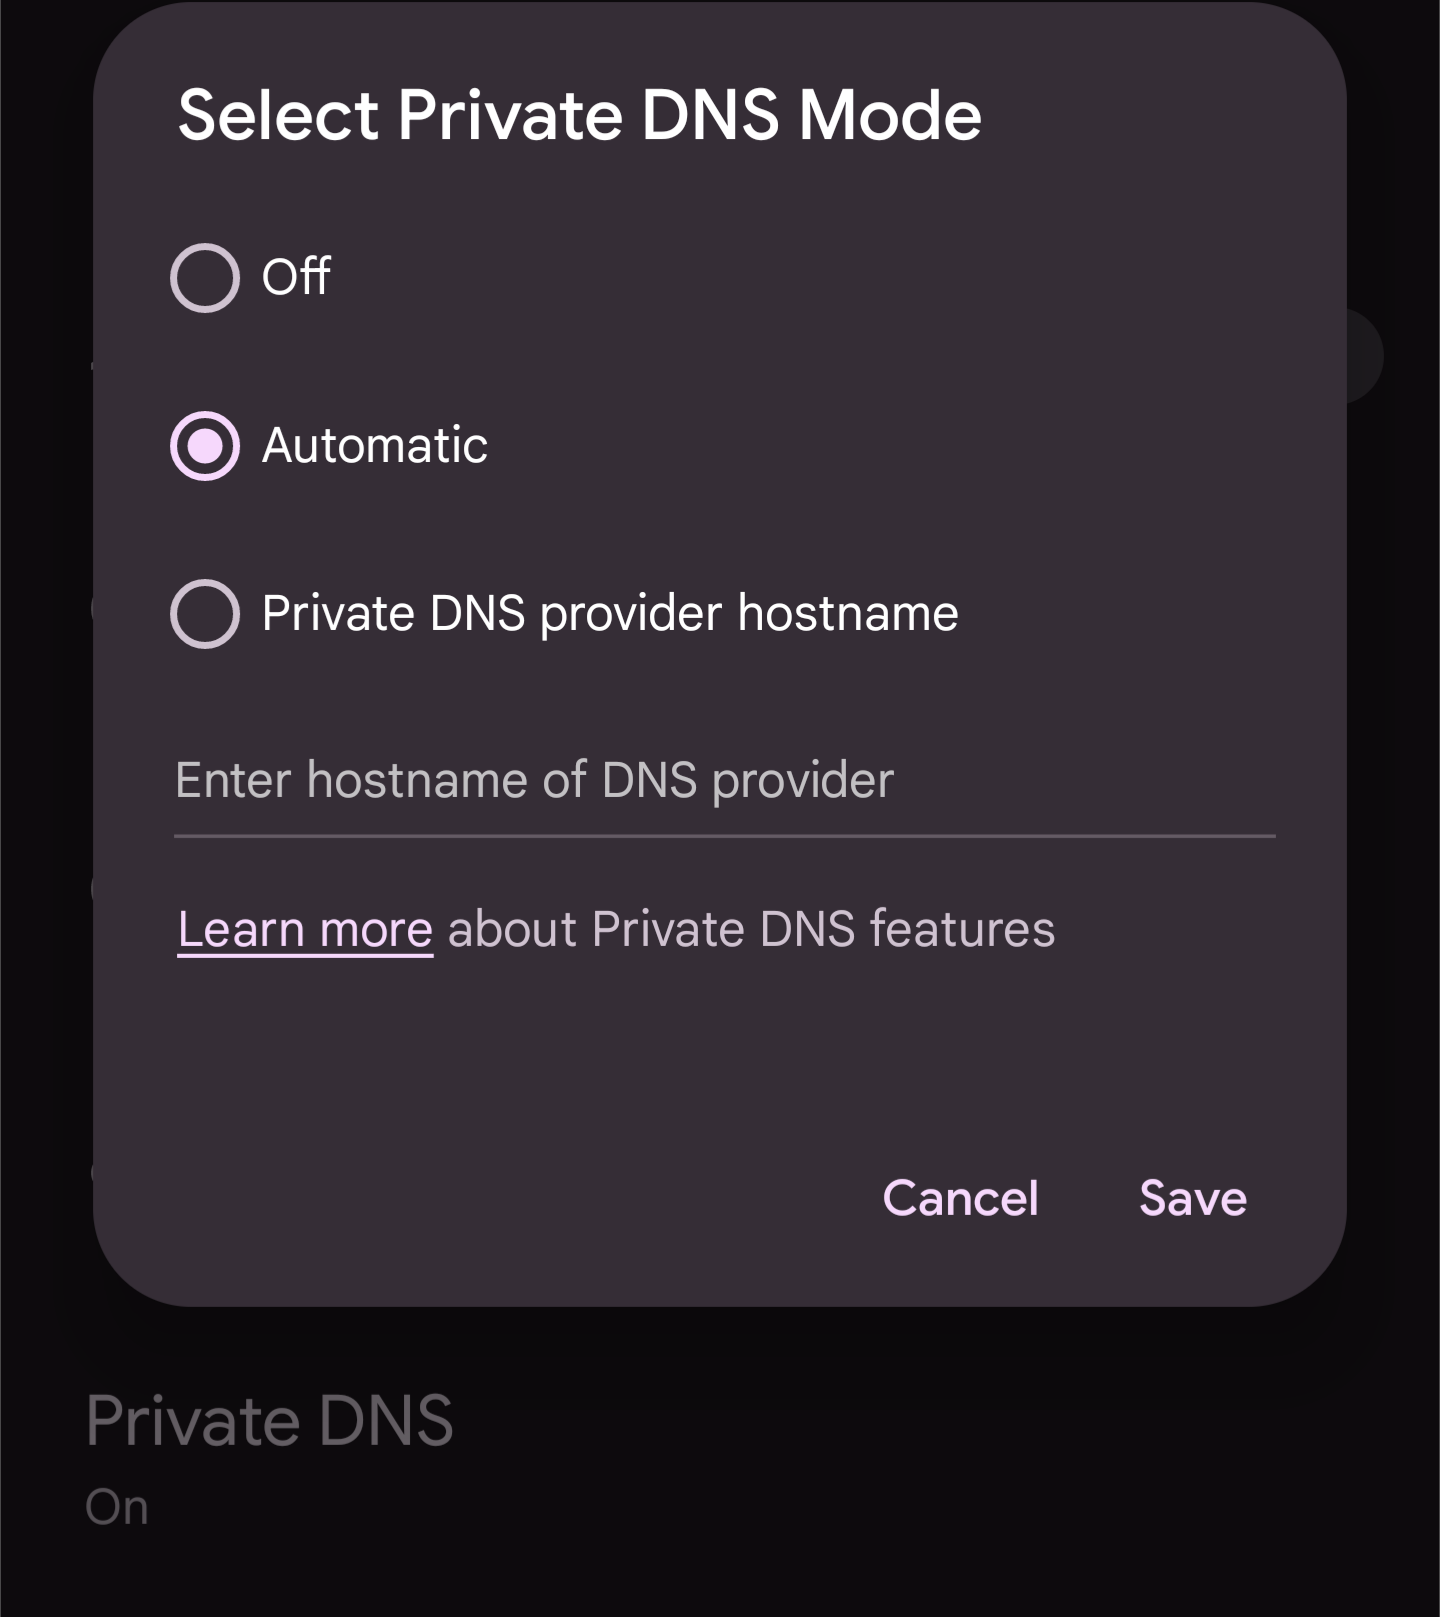 Select Private DNS Mode
Off
Automatic
Private DNS provider hostname
Enter hostname of DNS provider
Learn more about Private DNS features
Cancel Save
Private DNS
On